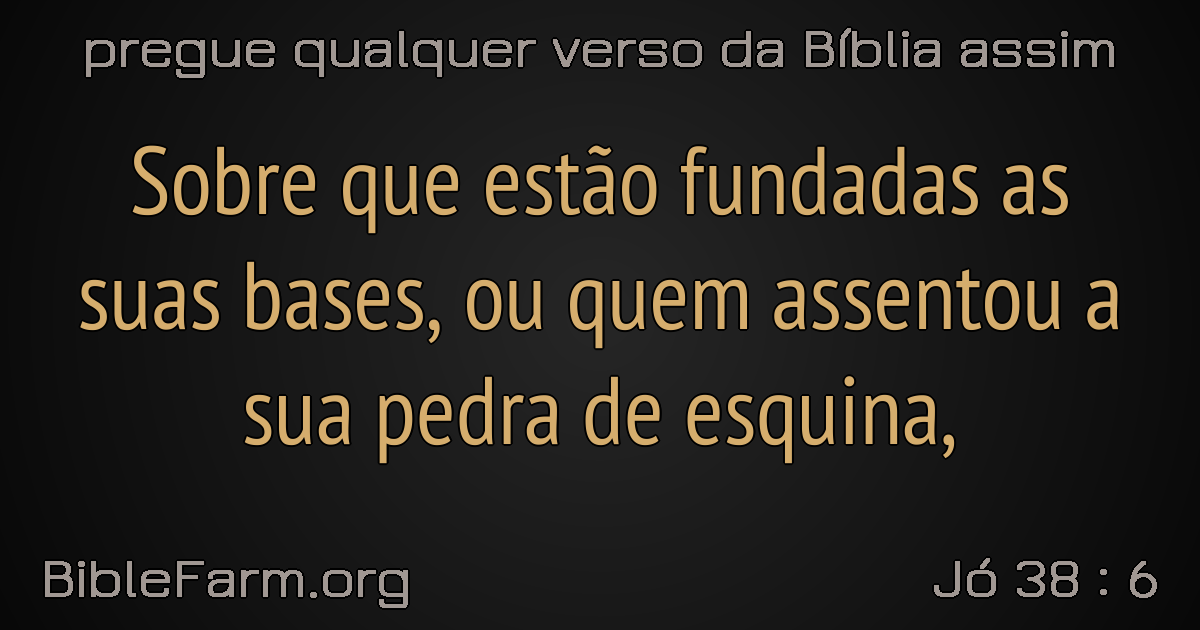 pregue qualquer verso da Bíblia assim
Sobre que estão fundadas as
suas bases, ou quem assentou a
sua pedra de esquina,
BibleFarm.org
Jó 38 : 6